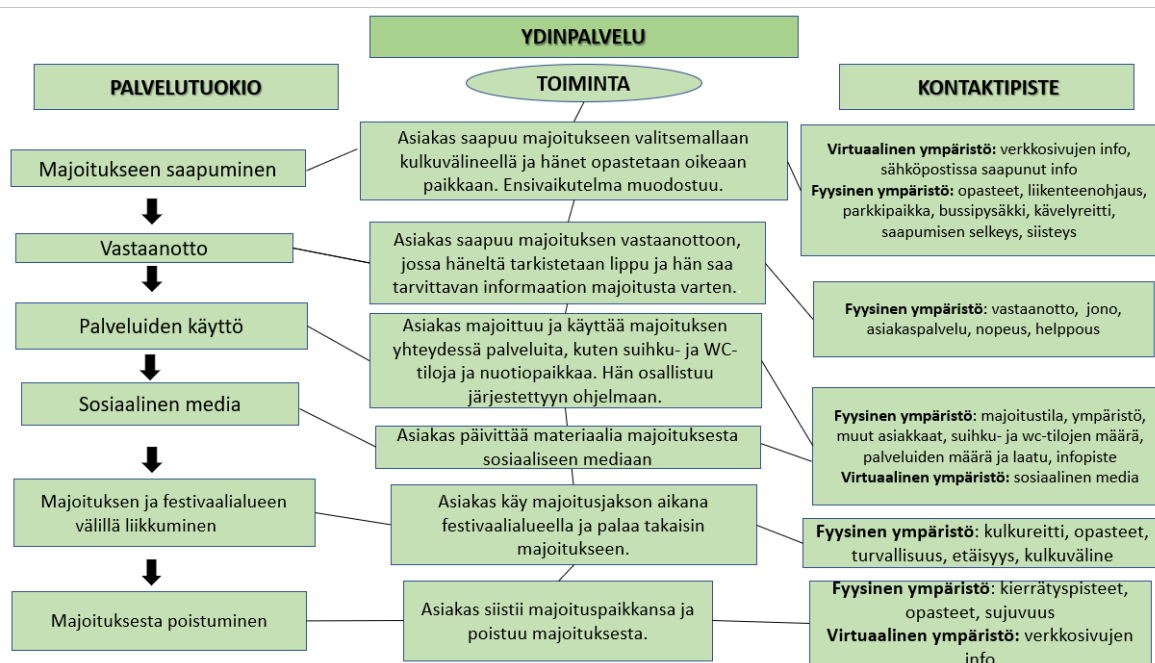 YDINPALVELU
PALVELUTUOKIO
TOIMINTA
KONTAKTIPISTE
Majoitukseen saapuminen
Asiakas saapuu majoitukseen valitsemallaan
kulkuvälineellä ja hänet opastetaan oikeaan
paikkaan. Ensivaikutelma muodostuu.
Virtuaalinen ympäristö: verkkosivujen info,
sähköpostissa saapunut info
Fyysinen ympäristö: opasteet, liikenteenohjaus,
parkkipaikka, bussipysäkki, kävelyreitti,
saapumisen selkeys, siisteys
Vastaanotto
Asiakas saapuu majoituksen vastaanottoon,
jossa häneltä tarkistetaan lippu ja hän saa
tarvittavan informaation majoitusta varten.
Fyysinen ympäristö: vastaanotto, jono,
asiakaspalvelu, nopeus, helppous
Palveluiden käyttö
Asiakas majoittuu ja käyttää majoituksen
yhteydessä palveluita, kuten suihku- ja WC-
tiloja ja nuotiopaikkaa. Hän osallistuu
järjestettyyn ohjelmaan.
Fyysinen ympäristö: majoitustila, ympäristö,
muut asiakkaat, suihku- ja wc-tilojen määrä,
palveluiden määrä ja laatu, infopiste
Virtuaalinen ympäristö: sosiaalinen media
Sosiaalinen media
Asiakas päivittää materiaalia majoituksesta
sosiaaliseen mediaan
Majoituksen ja festivaalialueen
välillä liikkuminen
Asiakas käy majoitusjakson aikana
festivaalialueella ja palaa takaisin
majoitukseen.
Fyysinen ympäristö: kulkureitti, opasteet,
turvallisuus, etäisyys, kulkuväline
Majoituksesta poistuminen
Asiakas siistii majoituspaikkansa ja
poistuu majoituksesta.
Fyysinen ympäristö: kierrätyspisteet,
opasteet, sujuvuus
Virtuaalinen ympäristö: verkkosivujen
info